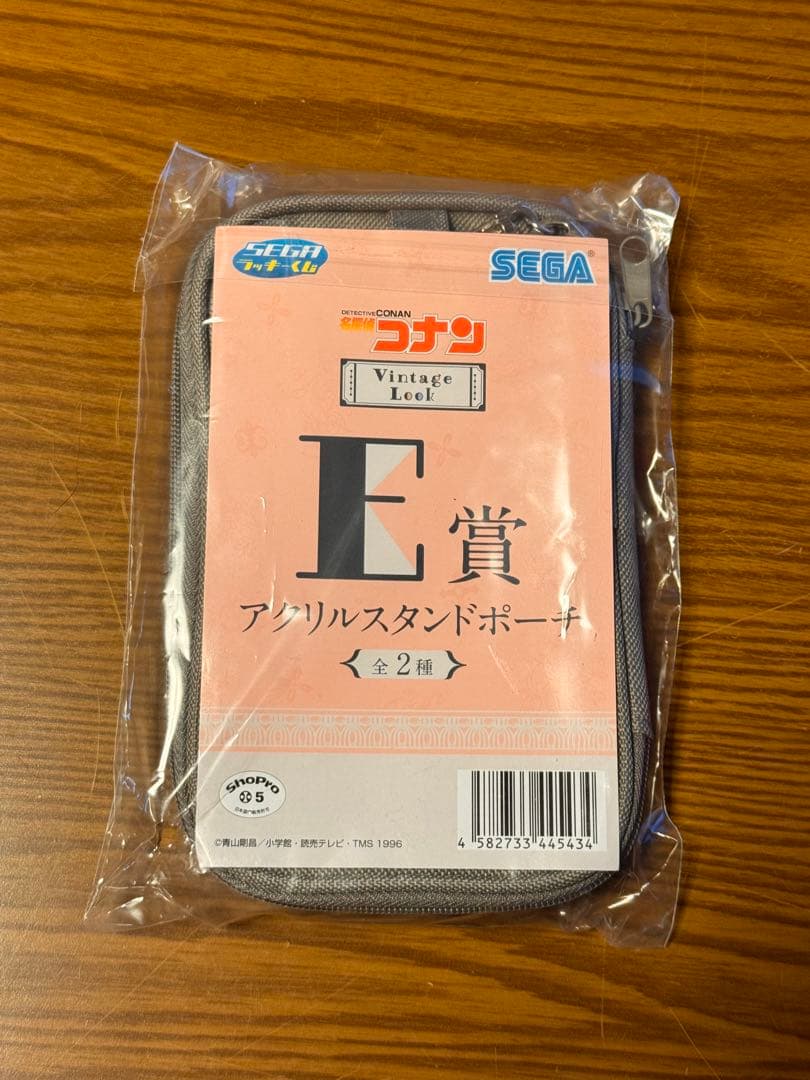 SEGA
ラッキーくじ
SEGA®
DETECTIVE CONAN
名探偵
コナン
Vintage
Look
E賞
アクリルスタンドポーチ
全2種
ShoPro
5
©青山剛昌/小学館・読売テレビ・TMS 1996
4 582733 445434